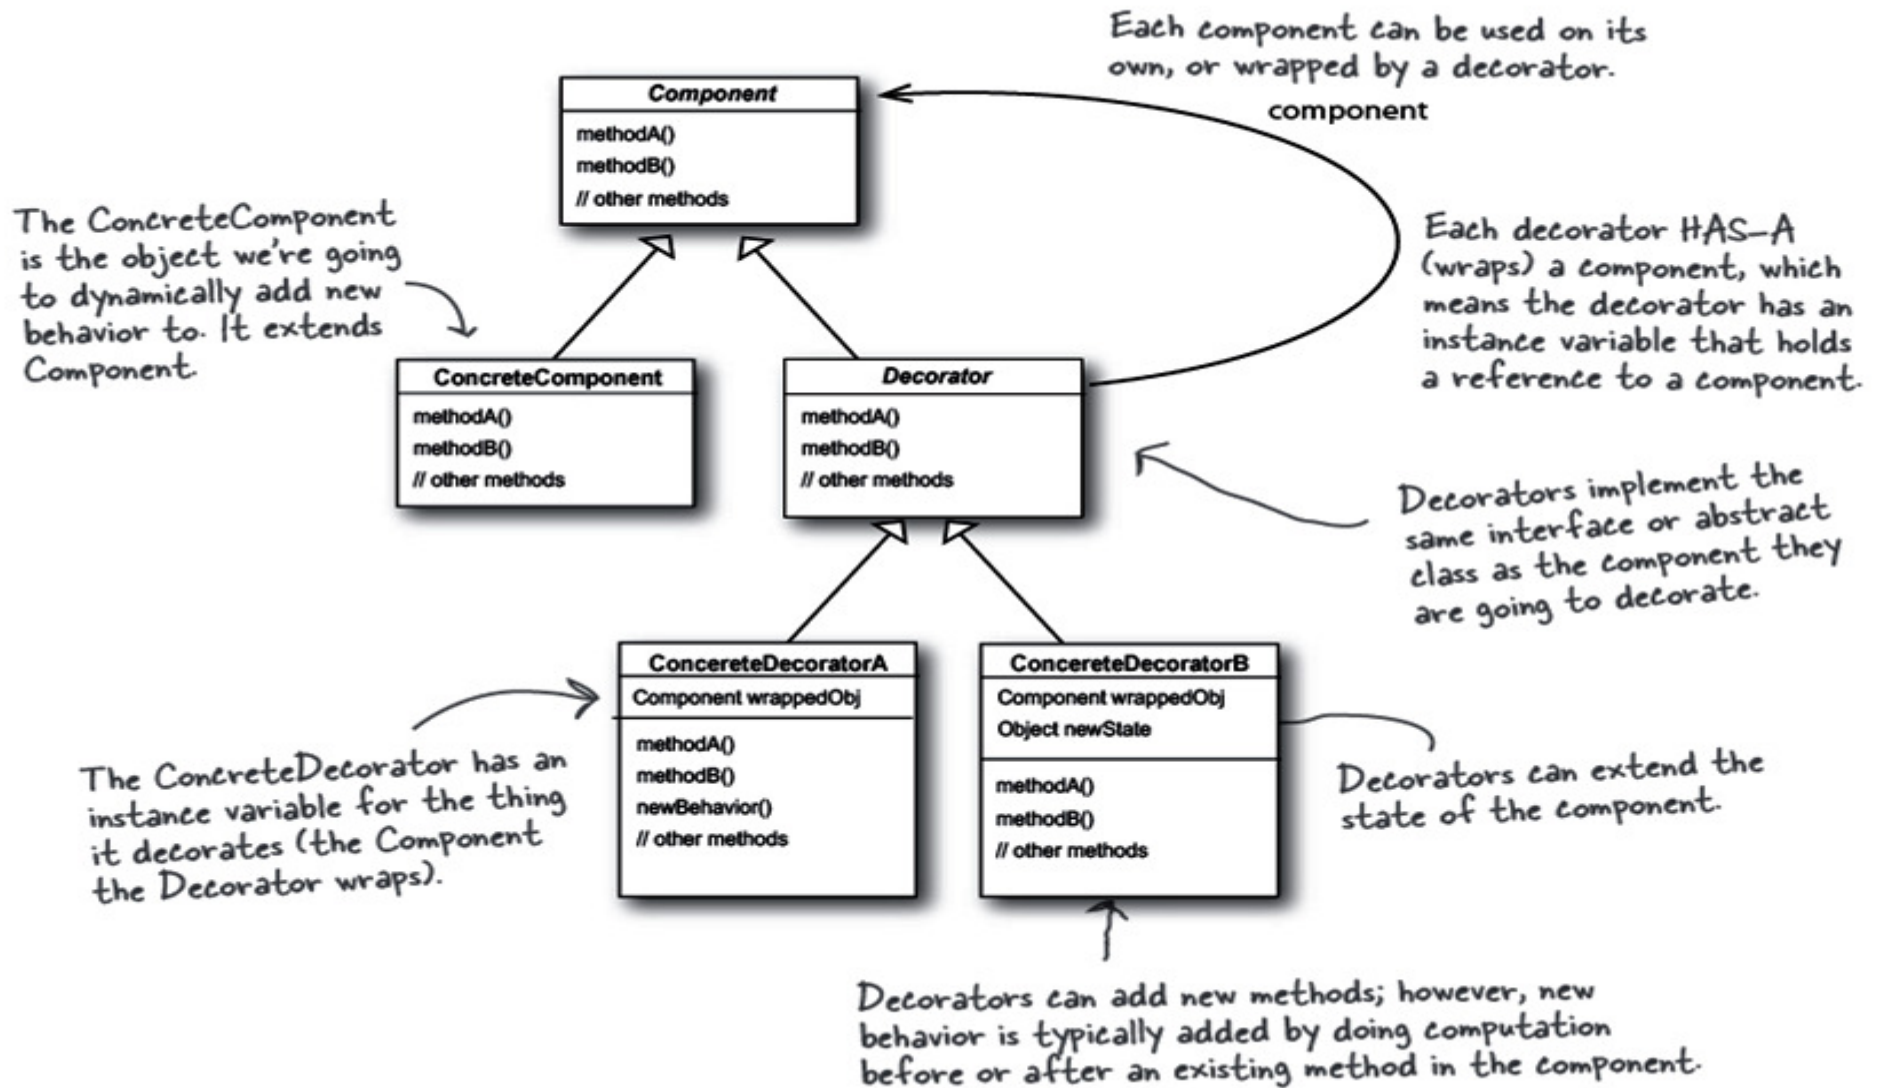 Each component can be used on its
own, or wrapped by a decorator.
component
Component
methodA()
methodB()
// other methods
The ConcreteComponent
is the object we're going
to dynamically add new
behavior to. It extends
Component.
Each decorator HAS-A
(wraps) a component, which
means the decorator has an
instance variable that holds
a reference to a component.
ConcreteComponent
methodA()
methodB()
// other methods
Decorator
methodA()
methodB()
// other methods
Decorators implement the
same interface or abstract
class as the component they
are going to decorate.
ConcereteDecoratorA
Component wrappedObj
methodA()
methodB()
newBehavior()
// other methods
ConcereteDecoratorB
Component wrappedObj
Object newState
methodA()
methodB()
// other methods
The ConcreteDecorator has an
instance variable for the thing
it decorates (the Component
the Decorator wraps).
Decorators can extend the
state of the component.
Decorators can add new methods; however, new
behavior is typically added by doing computation
before or after an existing method in the component.